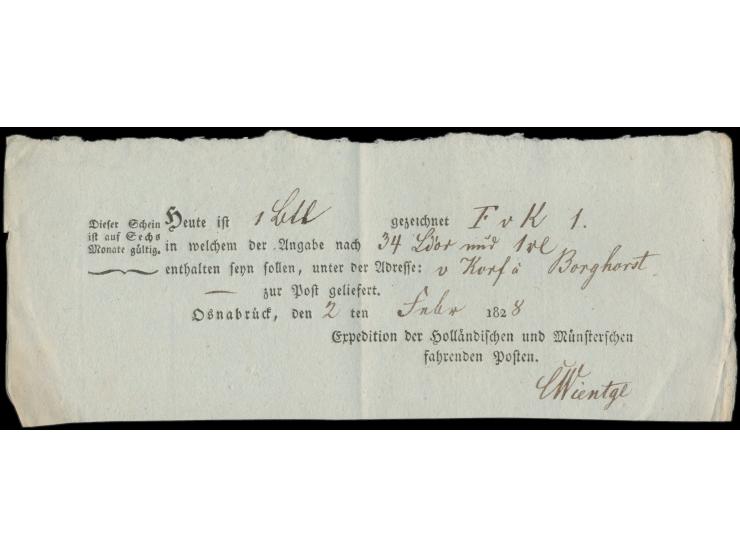 Dieser Schein
ist auf Sechs
Monate gültig.
Heute ist 1 Btl gezeichnet F v K 1.
in welchem der Angabe nach 34 Ldor und 1 rl
enthalten seyn sollen, unter der Adresse: v Korf à Borghorst
zur Post geliefert.
Osnabrück, den 2 ten Febr 1828
Expedition der Holländischen und Münsterschen
fahrenden Posten.
CWientge